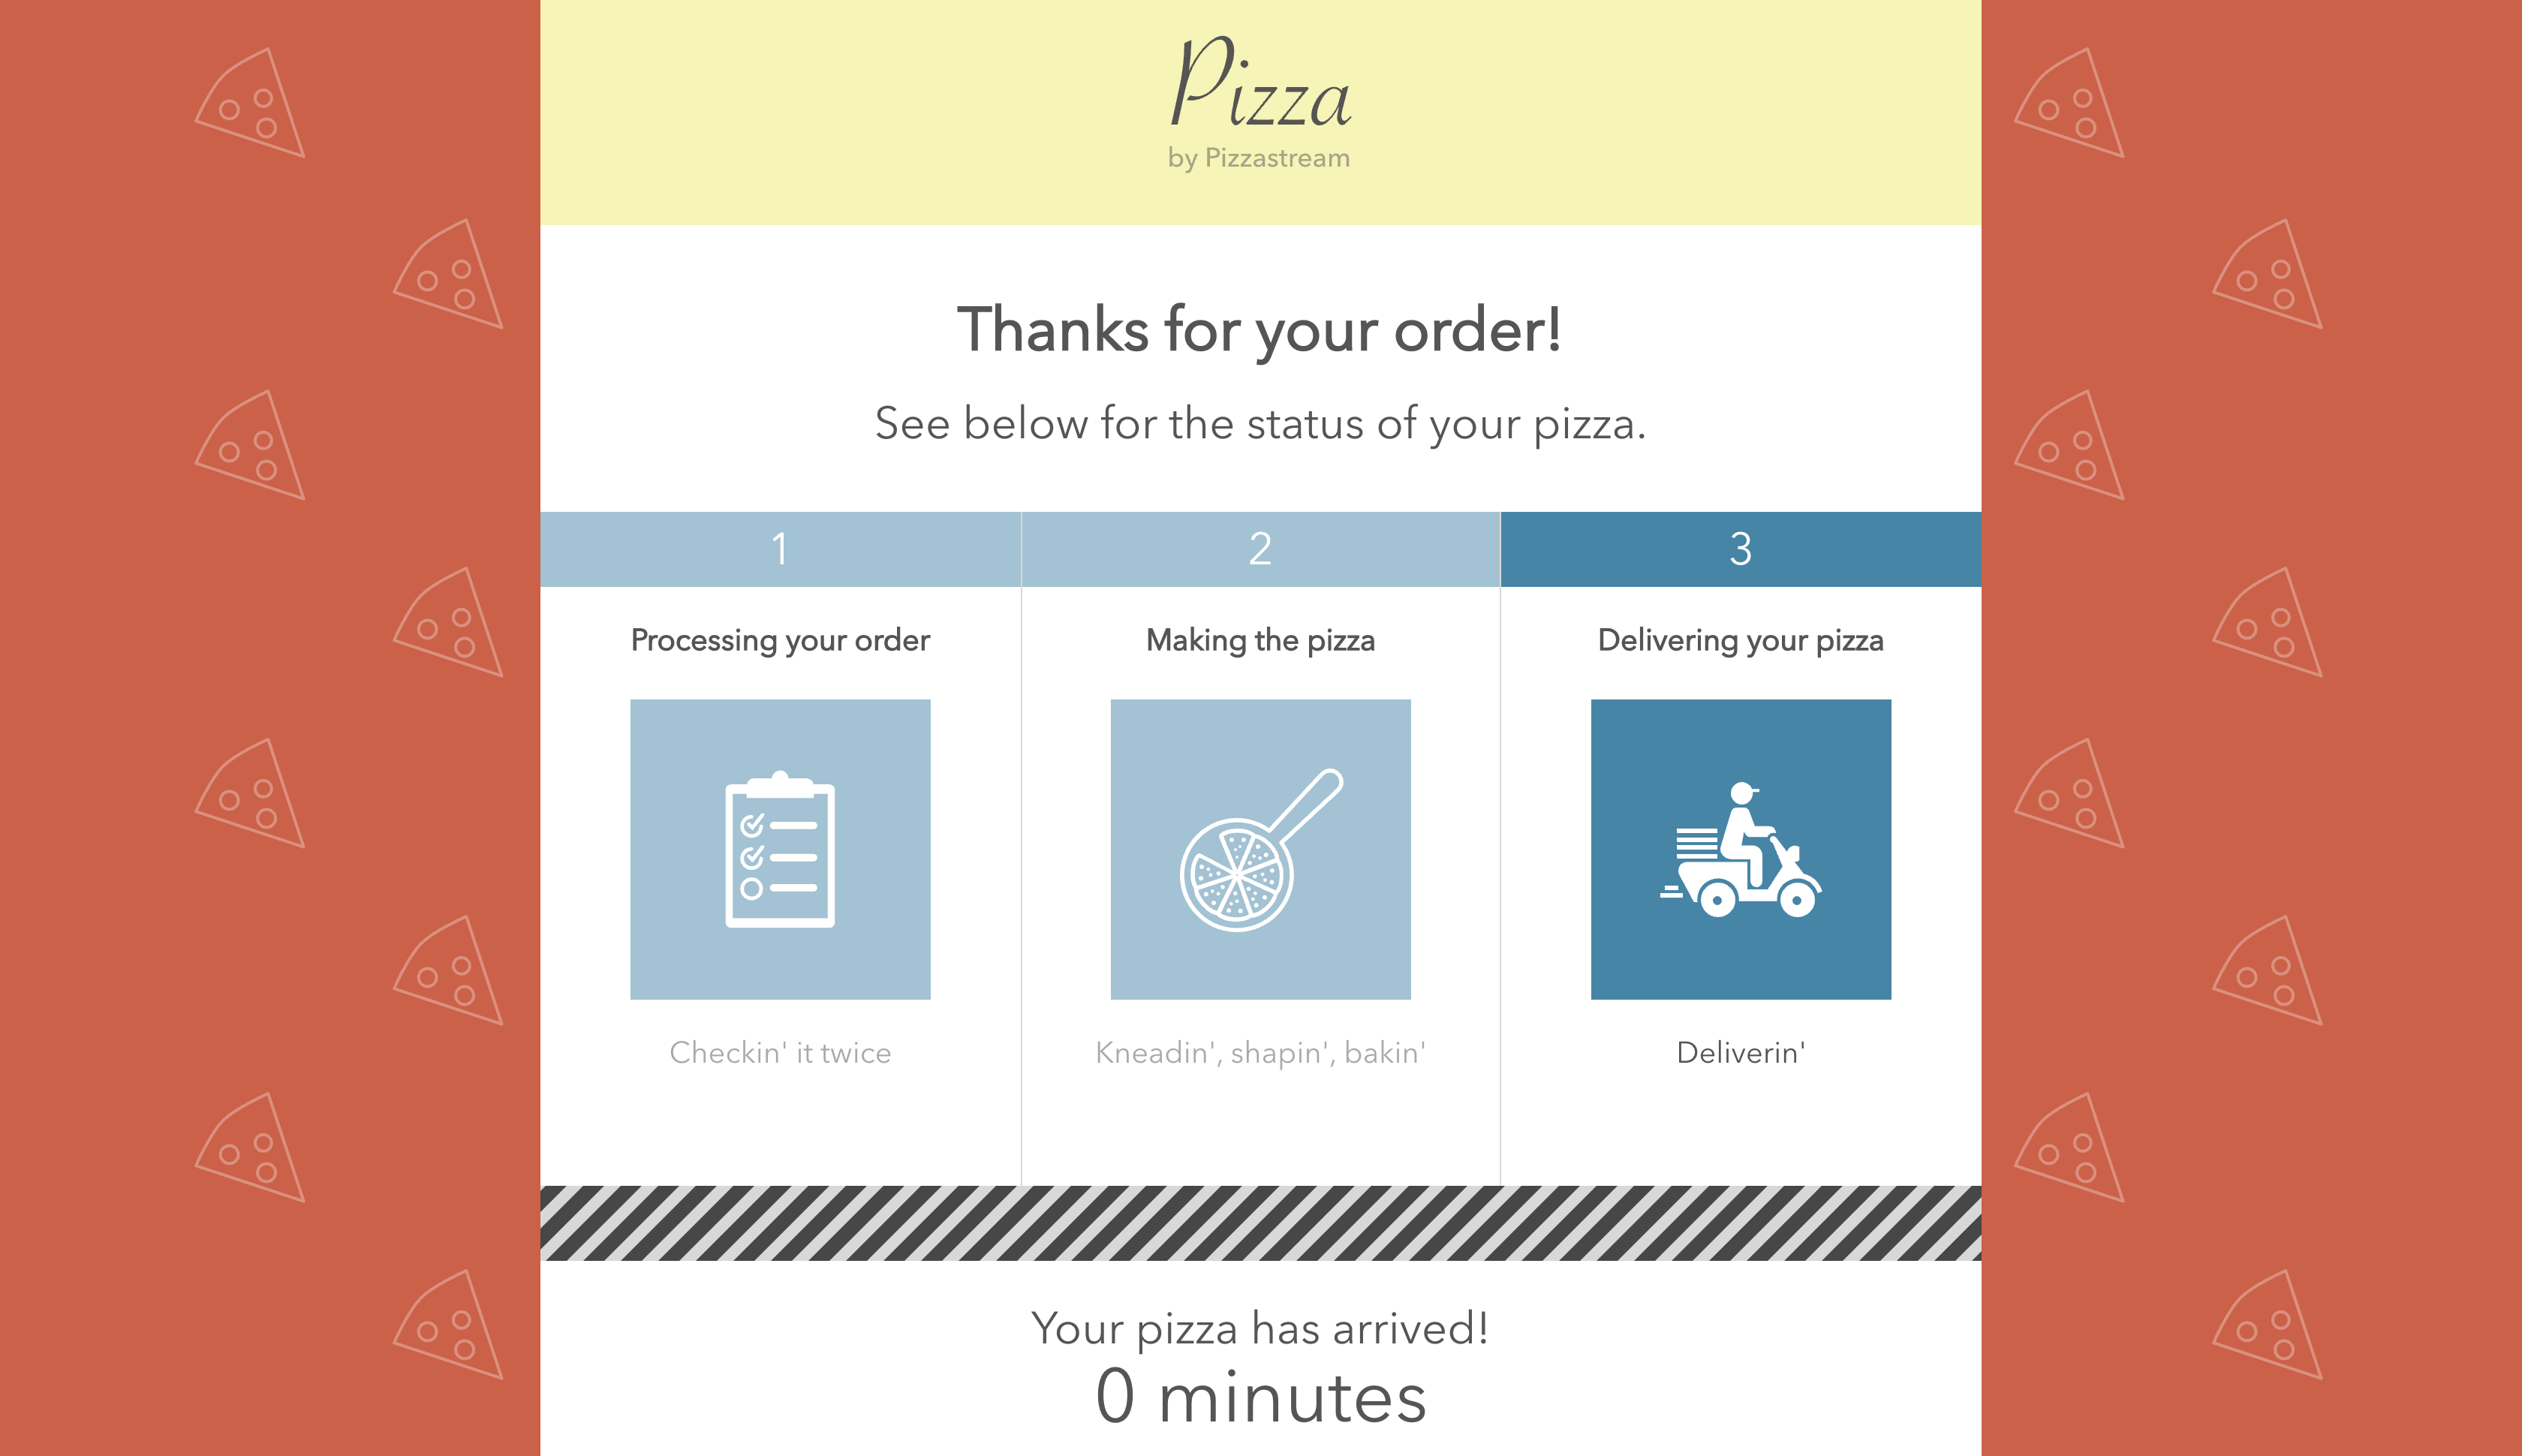 Pizza
by Pizzastream
Thanks for your order!
See below for the status of your pizza.
1
2
3
Processing your order
Making the pizza
Delivering your pizza
Checkin' it twice
Kneadin', shapin', bakin'
Deliverin'
Your pizza has arrived!
0 minutes